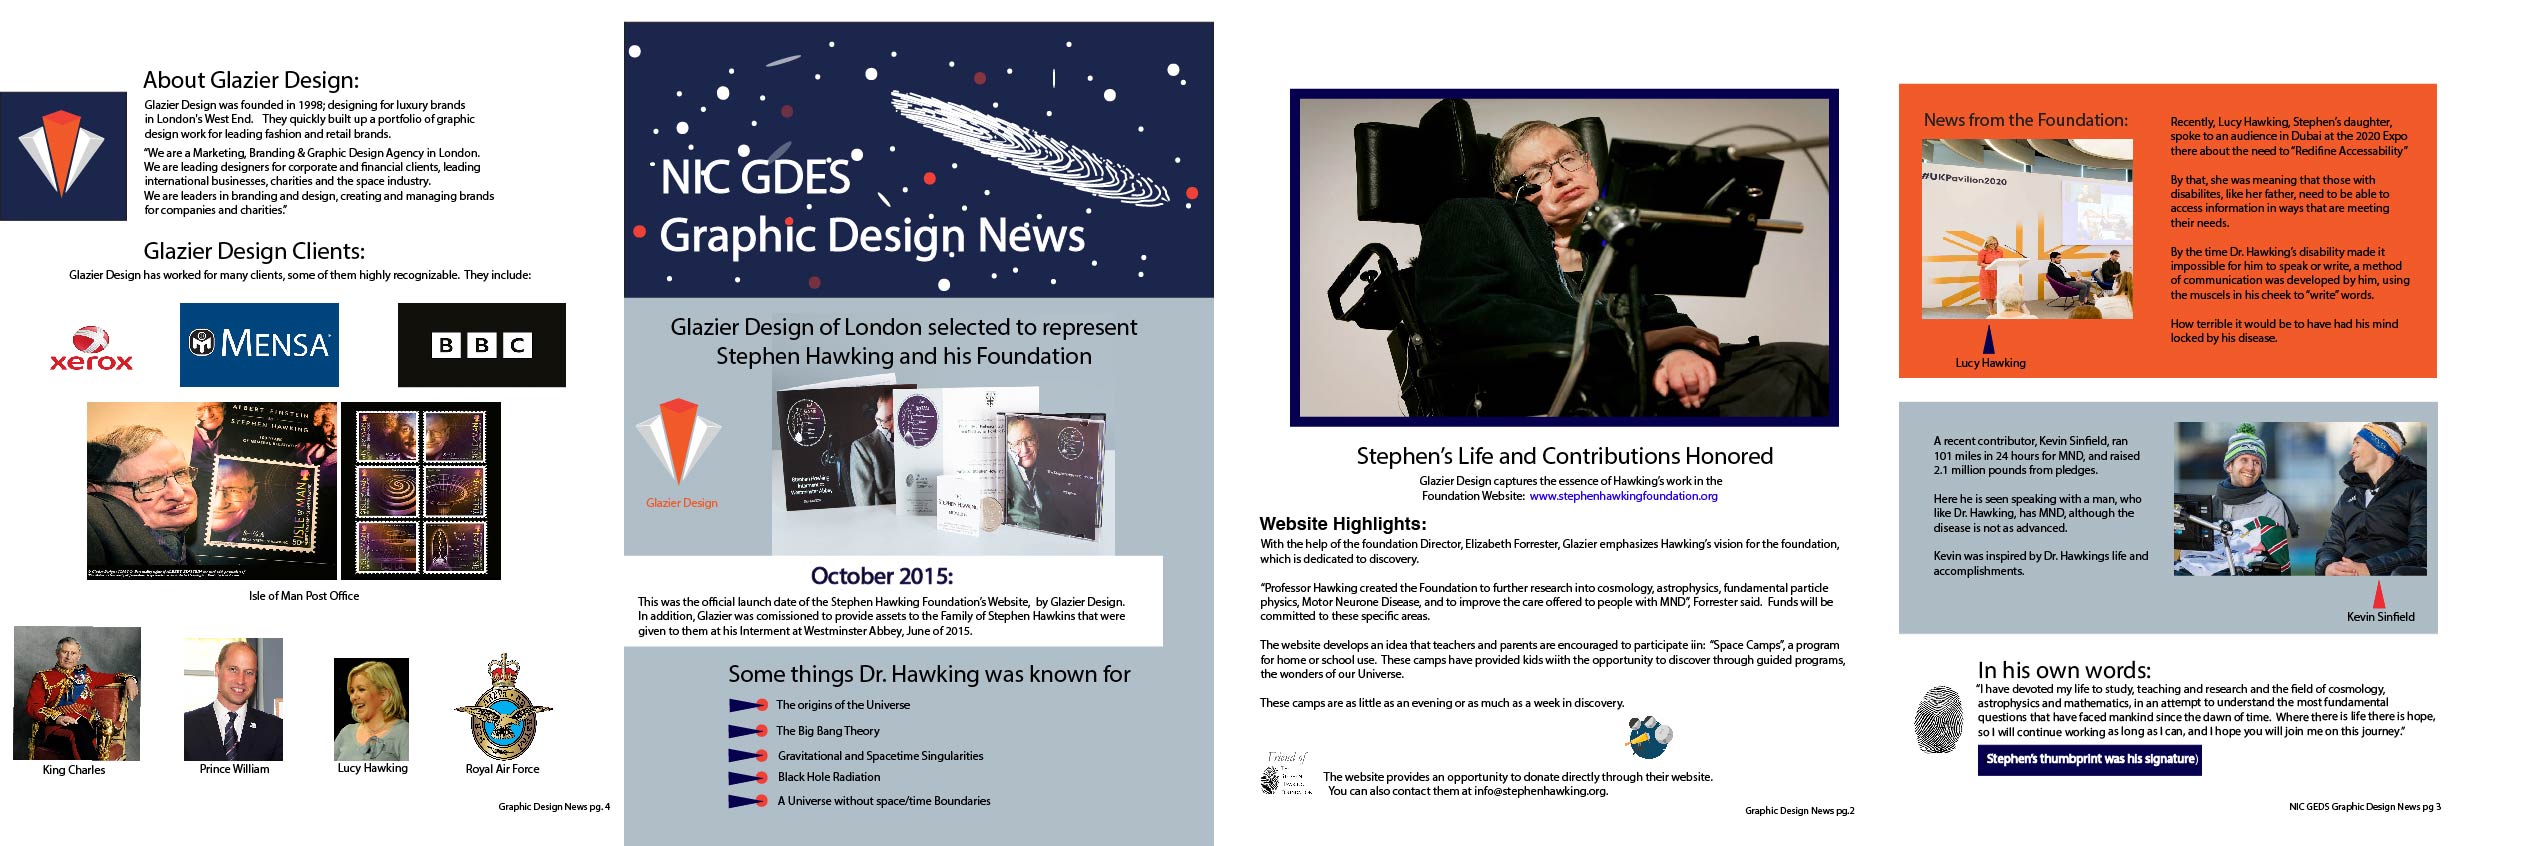 About Glazier Design:
Glazier Design was founded in 1998; designing for luxury brands
in London's West End. They quickly built up a portfolio of graphic
design work for leading fashion and retail brands.
“We are a Marketing, Branding & Graphic Design Agency in London.
We are leading designers for corporate and financial clients, leading
international businesses, charities and the space industry.
We are leaders in branding and design, creating and managing brands
for companies and charities.”
Glazier Design Clients:
Glazier Design has worked for many clients, some of them highly recognizable. They include:
xerox
MENSA
BBC
ALBERT EINSTEIN
STEPHEN HAWKING
ISLE of MAN
Isle of Man Post Office
King Charles
Prince William
Lucy Hawking
Royal Air Force
Graphic Design News pg. 4
NIC GDES
Graphic Design News
Glazier Design of London selected to represent
Stephen Hawking and his Foundation
Stephen Hawking
Interment at
Westminster Abbey
Glazier Design
October 2015:
This was the official launch date of the Stephen Hawking Foundation's Website, by Glazier Design.
In addition, Glazier was comissioned to provide assets to the Family of Stephen Hawkins that were
given to them at his Interment at Westminster Abbey, June of 2015.
Some things Dr. Hawking was known for
The origins of the Universe
The Big Bang Theory
Gravitational and Spacetime Singularities
Black Hole Radiation
A Universe without space/time Boundaries
Stephen's Life and Contributions Honored
Glazier Design captures the essence of Hawking's work in the
Foundation Website: www.stephenhawkingfoundation.org
Website Highlights:
With the help of the foundation Director, Elizabeth Forrester, Glazier emphasizes Hawking's vision for the foundation,
which is dedicated to discovery.
“Professor Hawking created the Foundation to further research into cosmology, astrophysics, fundamental particle
physics, Motor Neurone Disease, and to improve the care offered to people with MND”, Forrester said. Funds will be
committed to these specific areas.
The website develops an idea that teachers and parents are encouraged to participate iin: “Space Camps”, a program
for home or school use. These camps have provided kids wiith the opportunity to discover through guided programs,
the wonders of our Universe.
These camps are as little as an evening or as much as a week in discovery.
Friend of
The website provides an opportunity to donate directly through their website.
You can also contact them at info@stephenhawking.org.
Graphic Design News pg.2
News from the Foundation:
#UKPavilion2020
Lucy Hawking
Recently, Lucy Hawking, Stephen's daughter,
spoke to an audience in Dubai at the 2020 Expo
there about the need to “Redifine Accessability”
By that, she was meaning that those with
disabilites, like her father, need to be able to
access information in ways that are meeting
their needs.
By the time Dr. Hawking's disability made it
impossible for him to speak or write, a method
of communication was developed by him, using
the muscels in his cheek to “write” words.
How terrible it would be to have had his mind
locked by his disease.
A recent contributor, Kevin Sinfield, ran
101 miles in 24 hours for MND, and raised
2.1 million pounds from pledges.
Here he is seen speaking with a man, who
like Dr. Hawking, has MND, although the
disease is not as advanced.
Kevin was inspired by Dr. Hawkings life and
accomplishments.
Kevin Sinfield
In his own words:
“I have devoted my life to study, teaching and research and the field of cosmology,
astrophysics and mathematics, in an attempt to understand the most fundamental
questions that have faced mankind since the dawn of time. Where there is life there is hope,
so I will continue working as long as I can, and I hope you will join me on this journey.”
Stephen's thumbprint was his signature)
NIC GEDS Graphic Design News pg 3